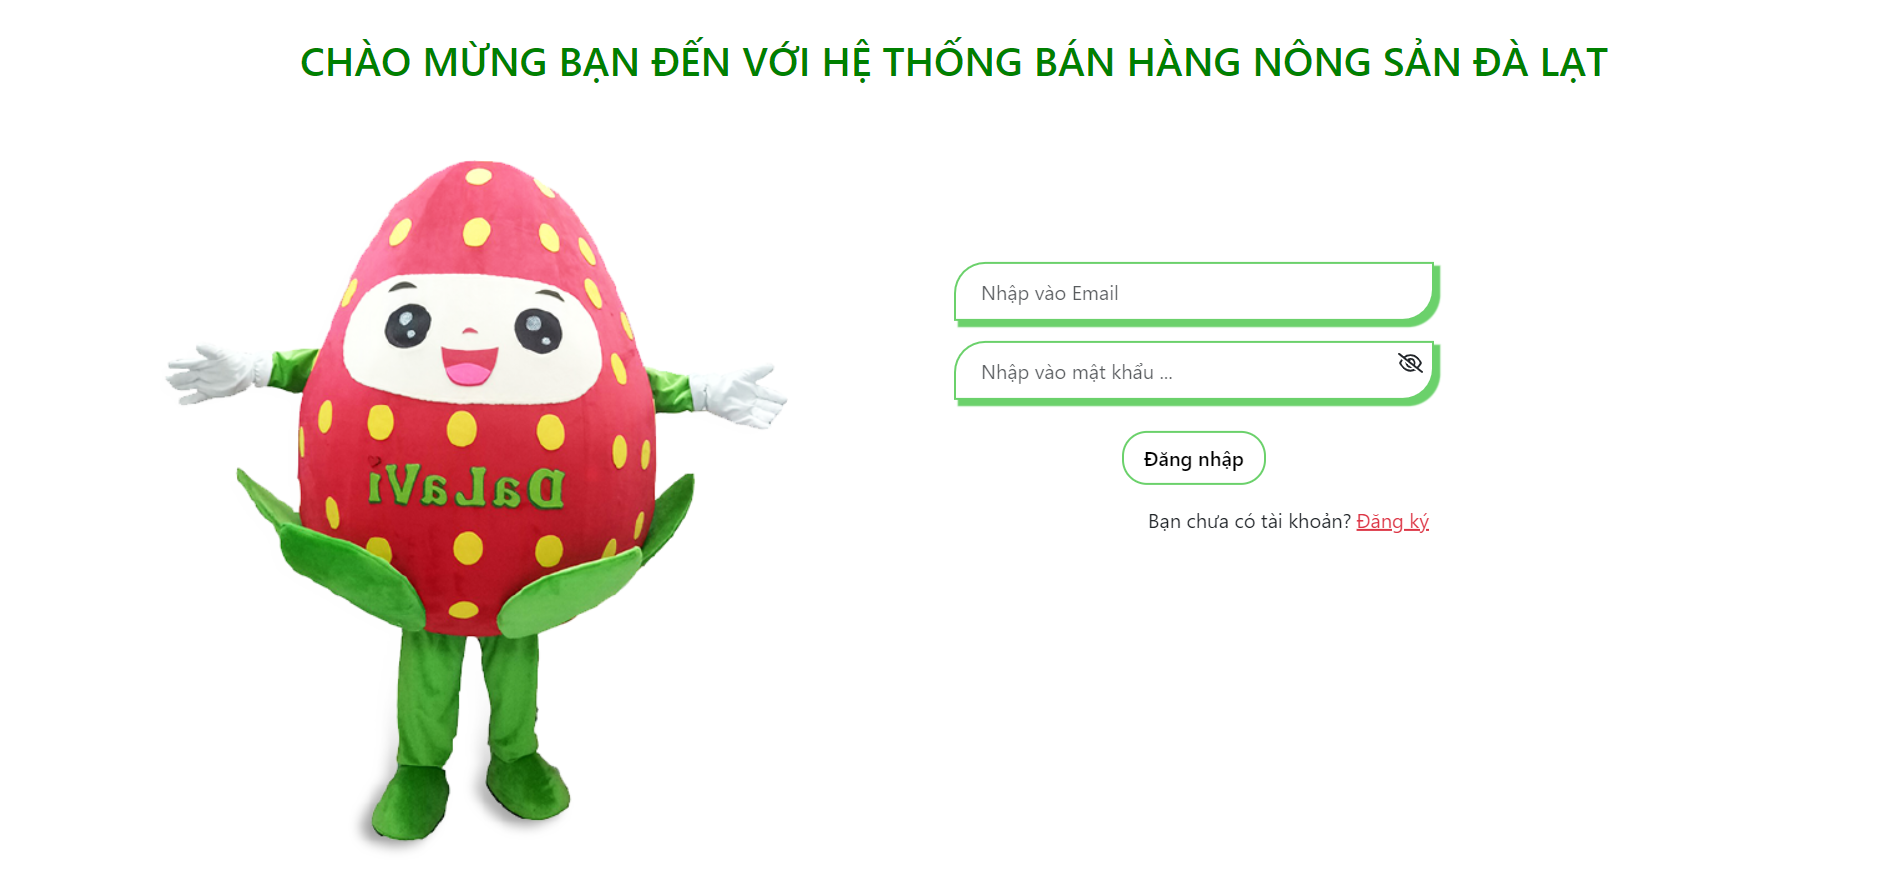 CHÀO MỪNG BẠN ĐẾN VỚI HỆ THỐNG BÁN HÀNG NÔNG SẢN ĐÀ LẠT
Nhập vào Email
Nhập vào mật khẩu ...
DaLaVi
Đăng nhập
Bạn chưa có tài khoản? Đăng ký